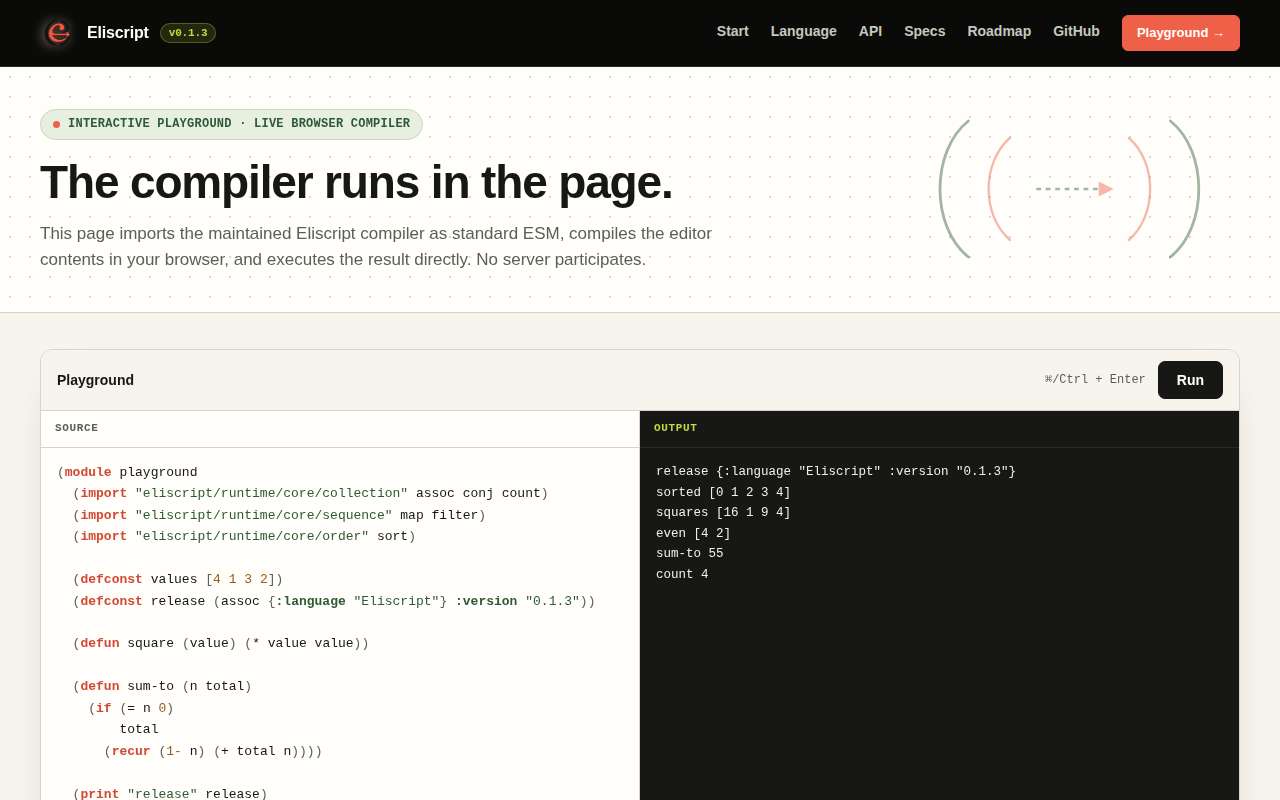 Eliscript v0.1.3 Start Language API Specs Roadmap GitHub Playground →
INTERACTIVE PLAYGROUND · LIVE BROWSER COMPILER
The compiler runs in the page.
This page imports the maintained Eliscript compiler as standard ESM, compiles the editor
contents in your browser, and executes the result directly. No server participates.
Playground
⌘/Ctrl + Enter Run
SOURCE
(module playground
  (import "eliscript/runtime/core/collection" assoc conj count)
  (import "eliscript/runtime/core/sequence" map filter)
  (import "eliscript/runtime/core/order" sort)
  (defconst values [4 1 3 2])
  (defconst release (assoc {:language "Eliscript"} :version "0.1.3"))
  (defun square (value) (* value value))
  (defun sum-to (n total)
    (if (= n 0)
        total
      (recur (1- n) (+ total n))))
  (print "release" release)
OUTPUT
release {:language "Eliscript" :version "0.1.3"}
sorted [0 1 2 3 4]
squares [16 1 9 4]
even [4 2]
sum-to 55
count 4